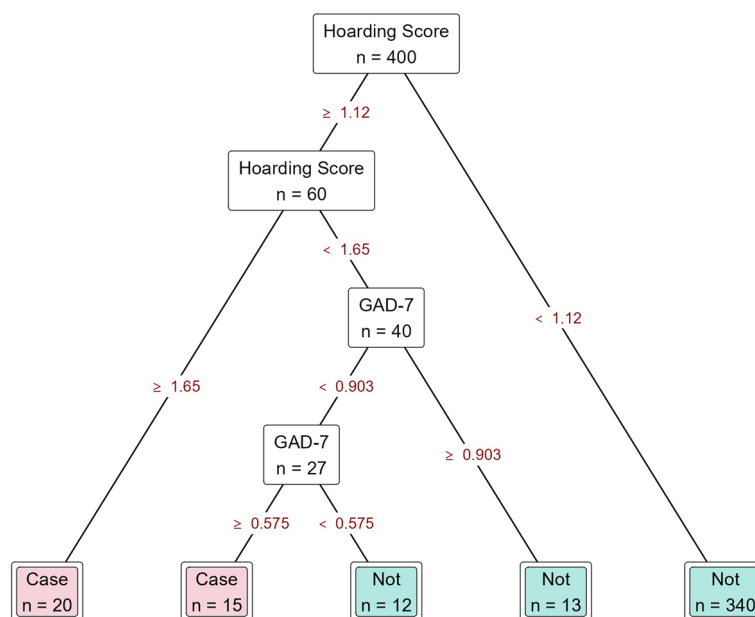 Hoarding Score
n = 400
≥ 1.12
Hoarding Score
n = 60
< 1.65
GAD-7
n = 40
< 1.12
≥ 1.65
< 0.903
GAD-7
n = 27
≥ 0.903
≥ 0.575
< 0.575
Case
n = 20
Case
n = 15
Not
n = 12
Not
n = 13
Not
n = 340